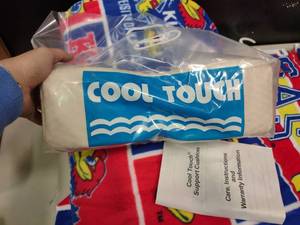 COOL TOUCH
Cool Touch®
Support Cushion
Care, Instructions
and
Warranty Information